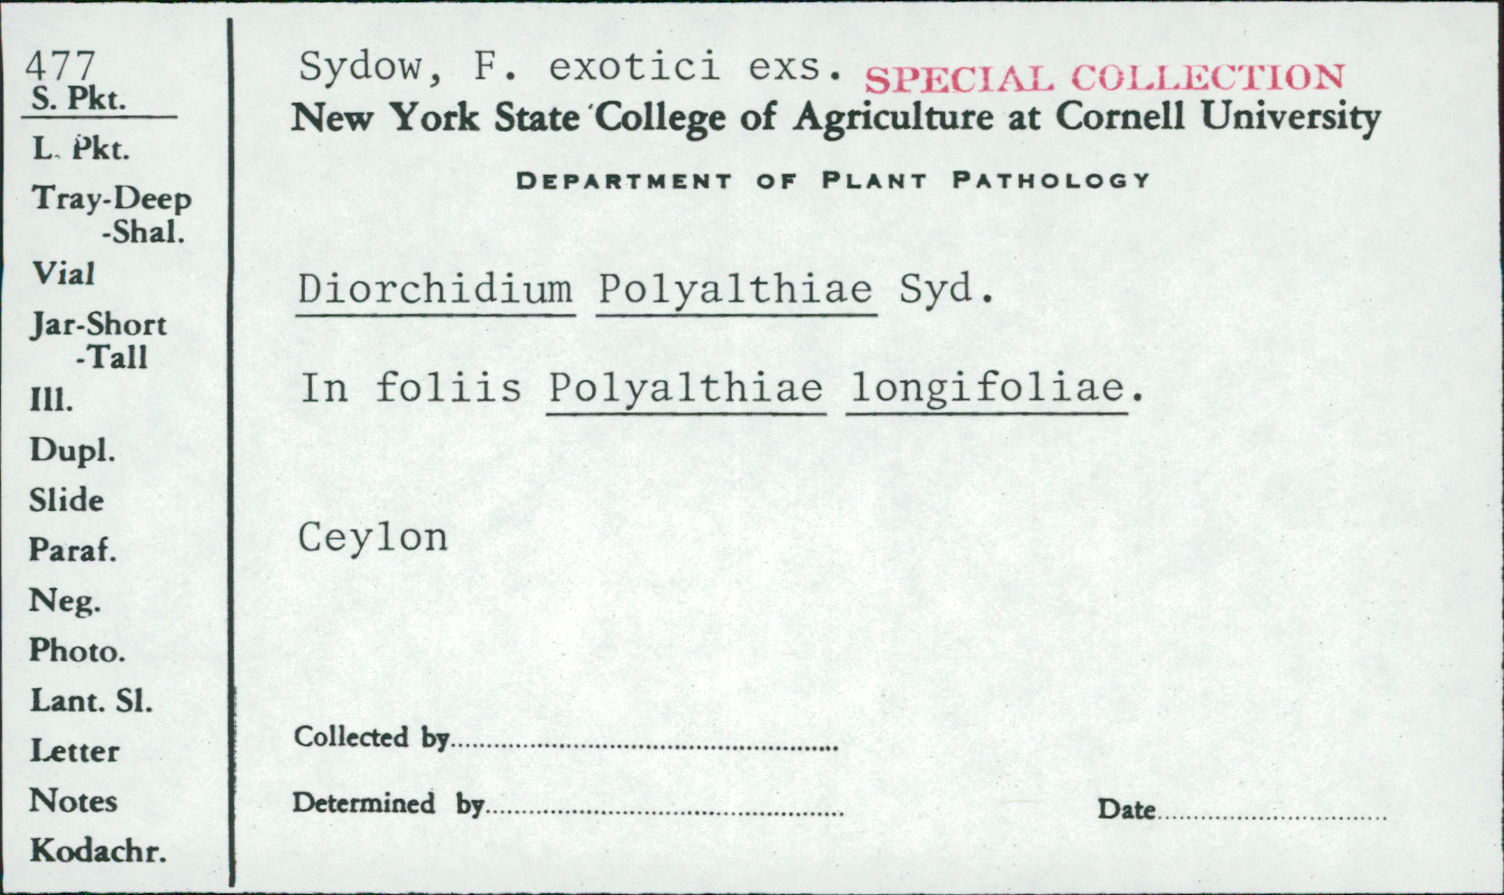 477
S. Pkt.
L. Pkt.
Tray-Deep
-Shal.
Vial
Jar-Short
-Tall
Ill.
Dupl.
Slide
Paraf.
Neg.
Photo.
Lant. Sl.
Letter
Notes
Kodachr.
Sydow, F. exotici exs. SPECIAL COLLECTION
New York State College of Agriculture at Cornell University
DEPARTMENT OF PLANT PATHOLOGY
Diorchidium Polyalthiae Syd.
In foliis Polyalthiae longifoliae.
Ceylon
Collected by
Determined by Date